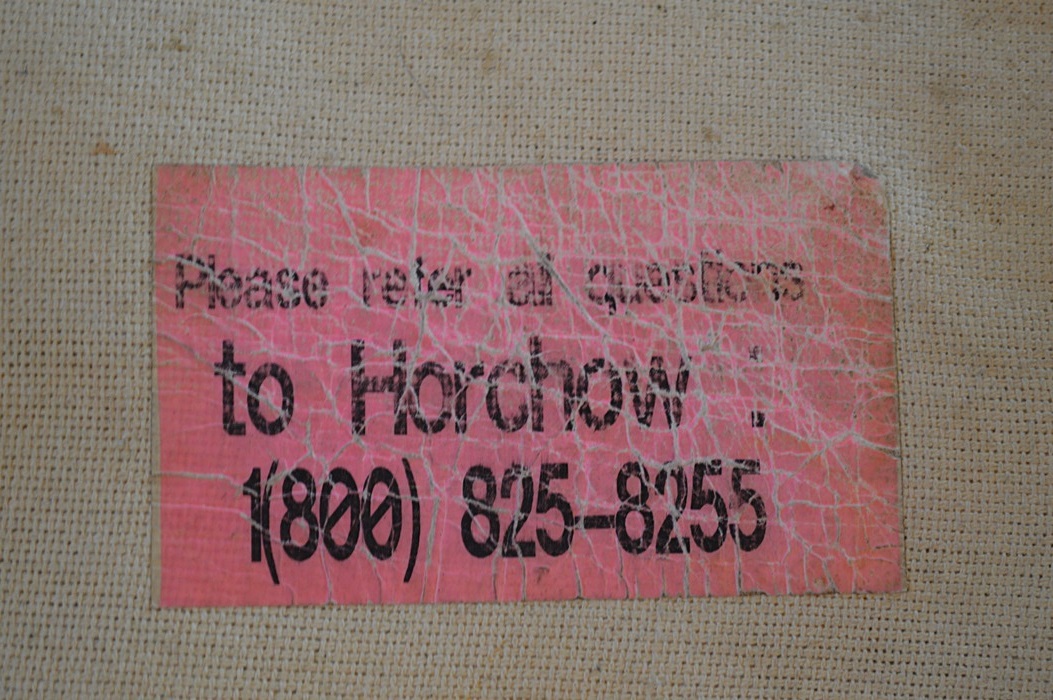 Please refer all questions
to Horchow :
1(800) 825-8255